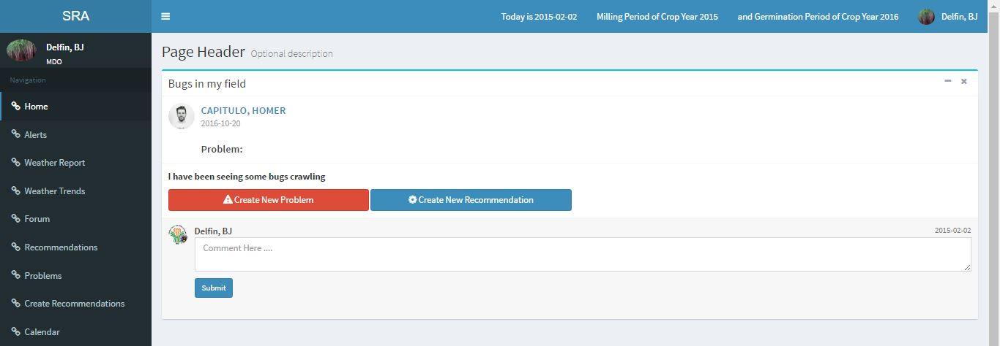 SRA
Today is 2015-02-02 Milling Period of Crop Year 2015 and Germination Period of Crop Year 2016 Delfin, BJ
Delfin, BJ
MDO
Navigation
Home
Alerts
Weather Report
Weather Trends
Forum
Recommendations
Problems
Create Recommendations
Calendar
Page Header Optional description
Bugs in my field
CAPITULO, HOMER
2016-10-20
Problem:
I have been seeing some bugs crawling
Create New Problem Create New Recommendation
Delfin, BJ 2015-02-02
Comment Here ....
Submit